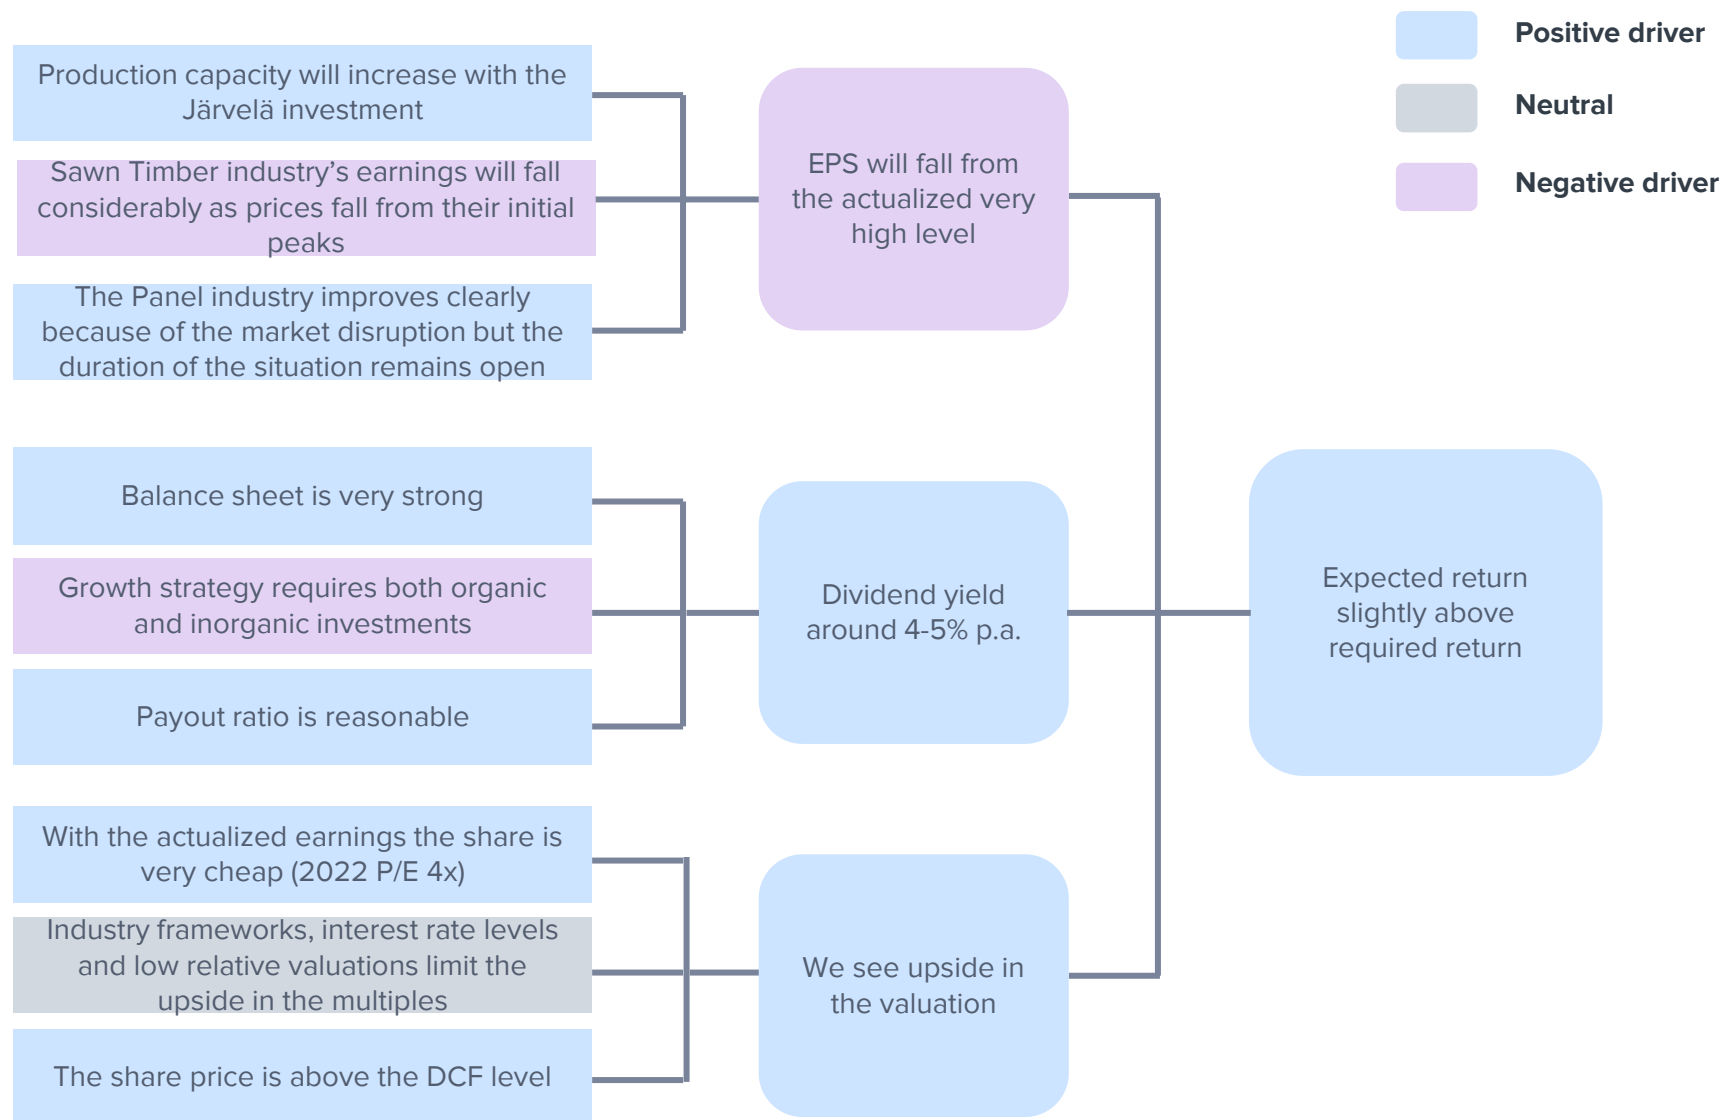 Positive driver
Neutral
Negative driver
Production capacity will increase with the
Järvelä investment
Sawn Timber industry's earnings will fall
considerably as prices fall from their initial
peaks
The Panel industry improves clearly
because of the market disruption but the
duration of the situation remains open
EPS will fall from
the actualized very
high level
Balance sheet is very strong
Growth strategy requires both organic
and inorganic investments
Payout ratio is reasonable
Dividend yield
around 4-5% p.a.
With the actualized earnings the share is
very cheap (2022 P/E 4x)
Industry frameworks, interest rate levels
and low relative valuations limit the
upside in the multiples
The share price is above the DCF level
We see upside in
the valuation
Expected return
slightly above
required return